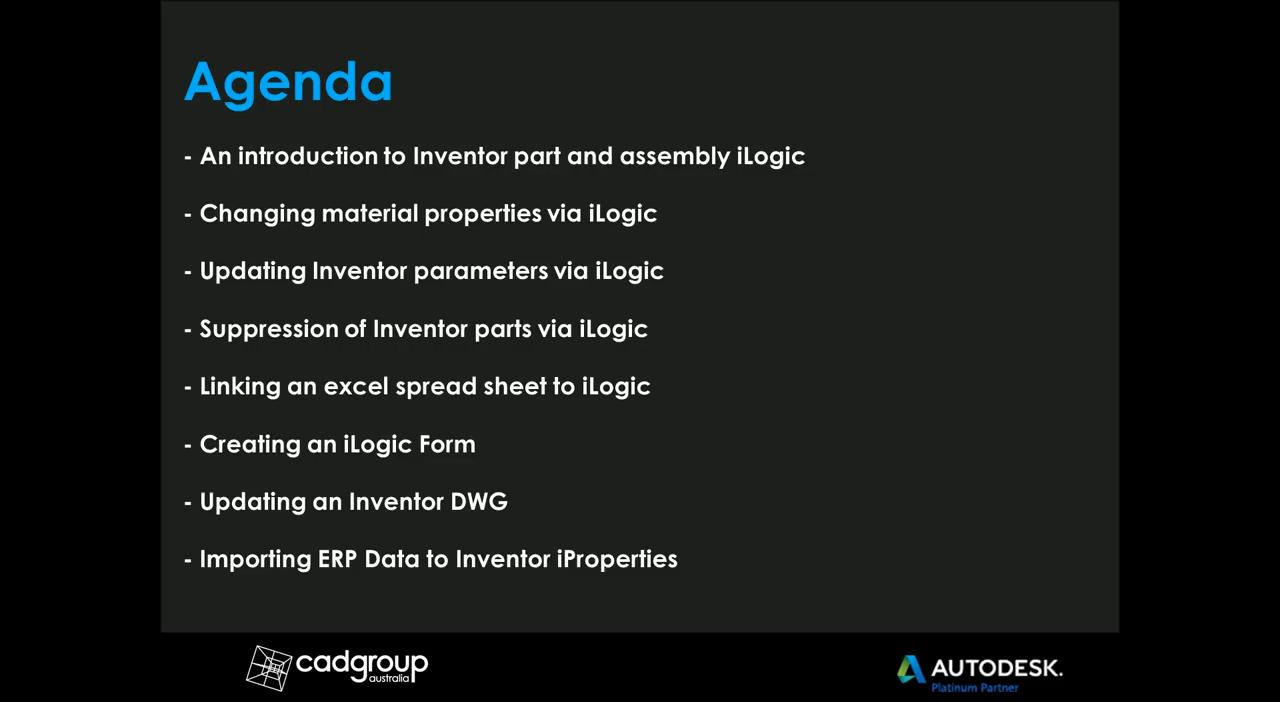 Agenda
- An introduction to Inventor part and assembly iLogic
- Changing material properties via iLogic
- Updating Inventor parameters via iLogic
- Suppression of Inventor parts via iLogic
- Linking an excel spread sheet to iLogic
- Creating an iLogic Form
- Updating an Inventor DWG
- Importing ERP Data to Inventor iProperties
cadgroup
australia
AUTODESK.
Platinum Partner